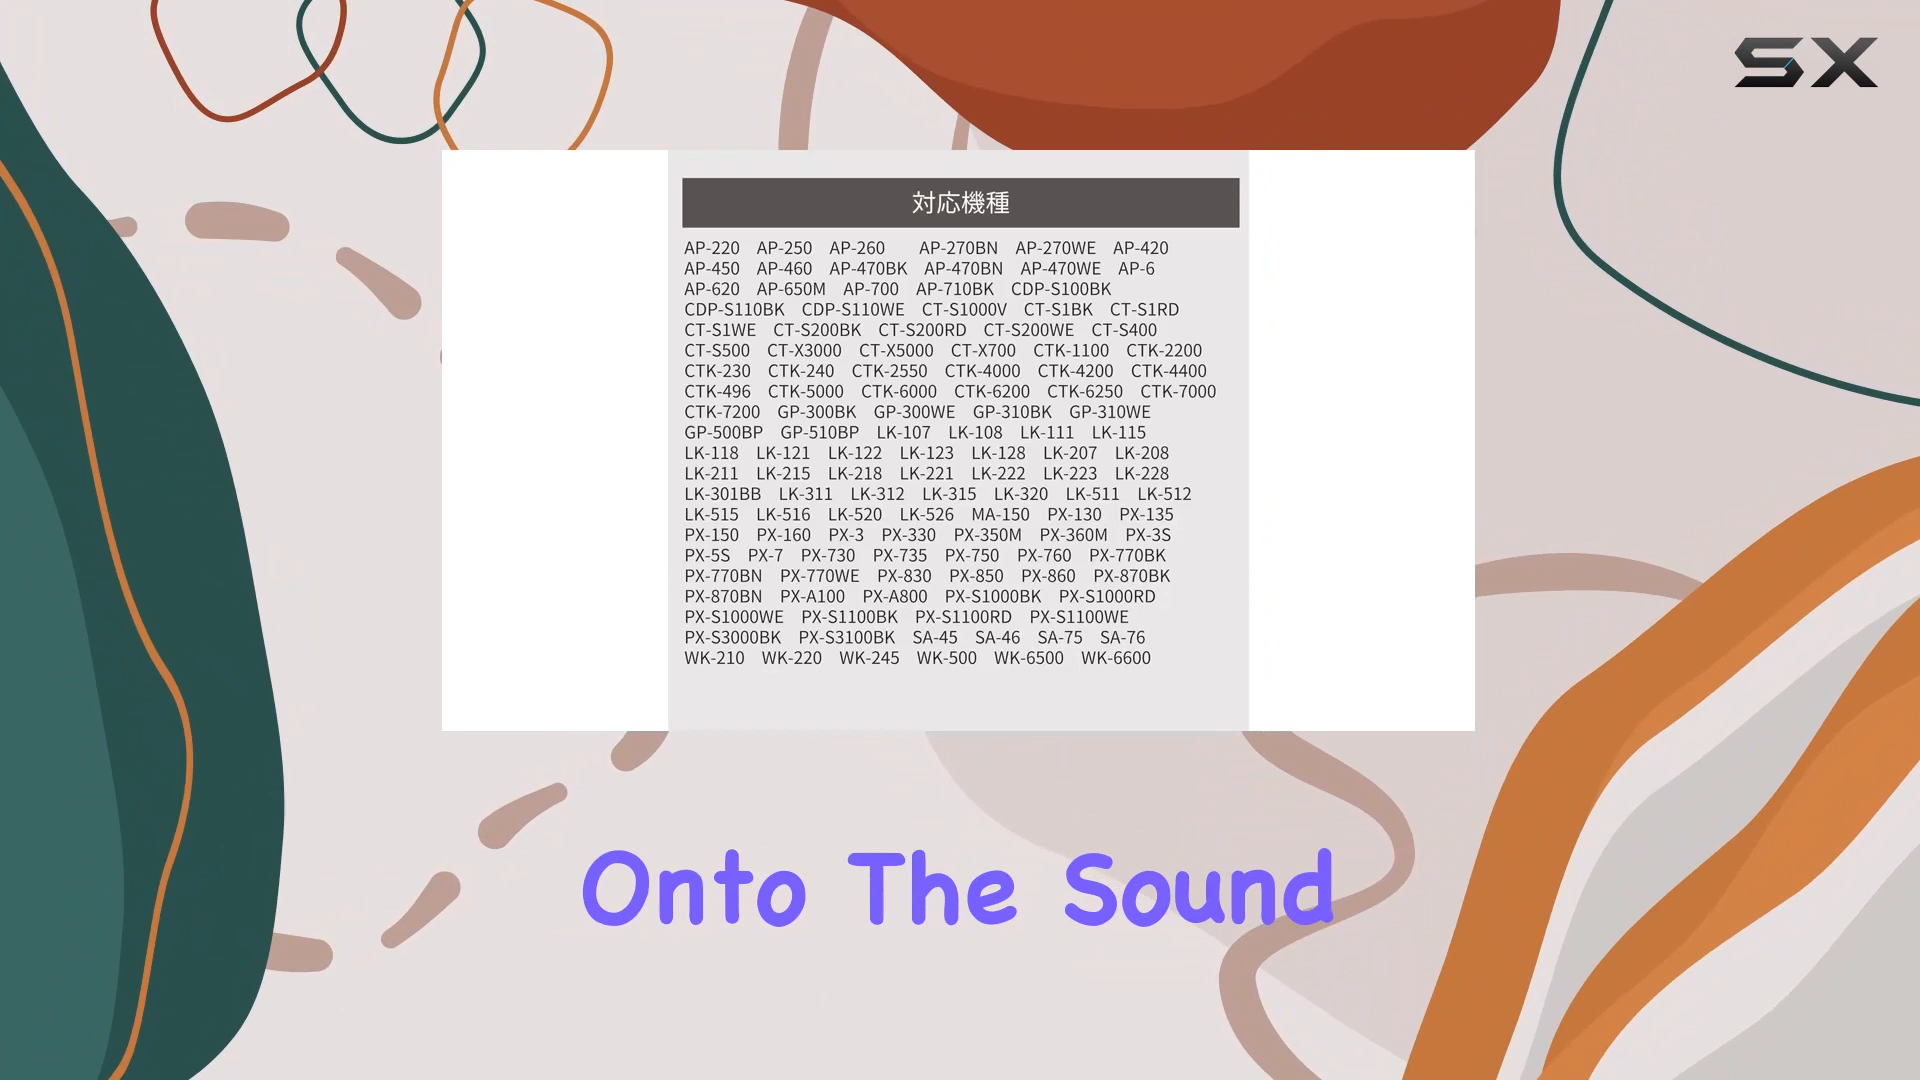 SX
対応機種
AP-220 AP-250 AP-260 AP-270BN AP-270WE AP-420
AP-450 AP-460 AP-470BK AP-470BN AP-470WE AP-6
AP-620 AP-650M AP-700 AP-710BK CDP-S100BK
CDP-S110BK CDP-S110WE CT-S1000V CT-S1BK CT-S1RD
CT-S1WE CT-S200BK CT-S200RD CT-S200WE CT-S400
CT-S500 CT-X3000 CT-X5000 CT-X700 CTK-1100 CTK-2200
CTK-230 CTK-240 CTK-2550 CTK-4000 CTK-4200 CTK-4400
CTK-496 CTK-5000 CTK-6000 CTK-6200 CTK-6250 CTK-7000
CTK-7200 GP-300BK GP-300WE GP-310BK GP-310WE
GP-500BP GP-510BP LK-107 LK-108 LK-111 LK-115
LK-118 LK-121 LK-122 LK-123 LK-128 LK-207 LK-208
LK-211 LK-215 LK-218 LK-221 LK-222 LK-223 LK-228
LK-301BB LK-311 LK-312 LK-315 LK-320 LK-511 LK-512
LK-515 LK-516 LK-520 LK-526 MA-150 PX-130 PX-135
PX-150 PX-160 PX-3 PX-330 PX-350M PX-360M PX-3S
PX-5S PX-7 PX-730 PX-735 PX-750 PX-760 PX-770BK
PX-770BN PX-770WE PX-830 PX-850 PX-860 PX-870BK
PX-870BN PX-A100 PX-A800 PX-S1000BK PX-S1000RD
PX-S1000WE PX-S1100BK PX-S1100RD PX-S1100WE
PX-S3000BK PX-S3100BK SA-45 SA-46 SA-75 SA-76
WK-210 WK-220 WK-245 WK-500 WK-6500 WK-6600
Onto The Sound